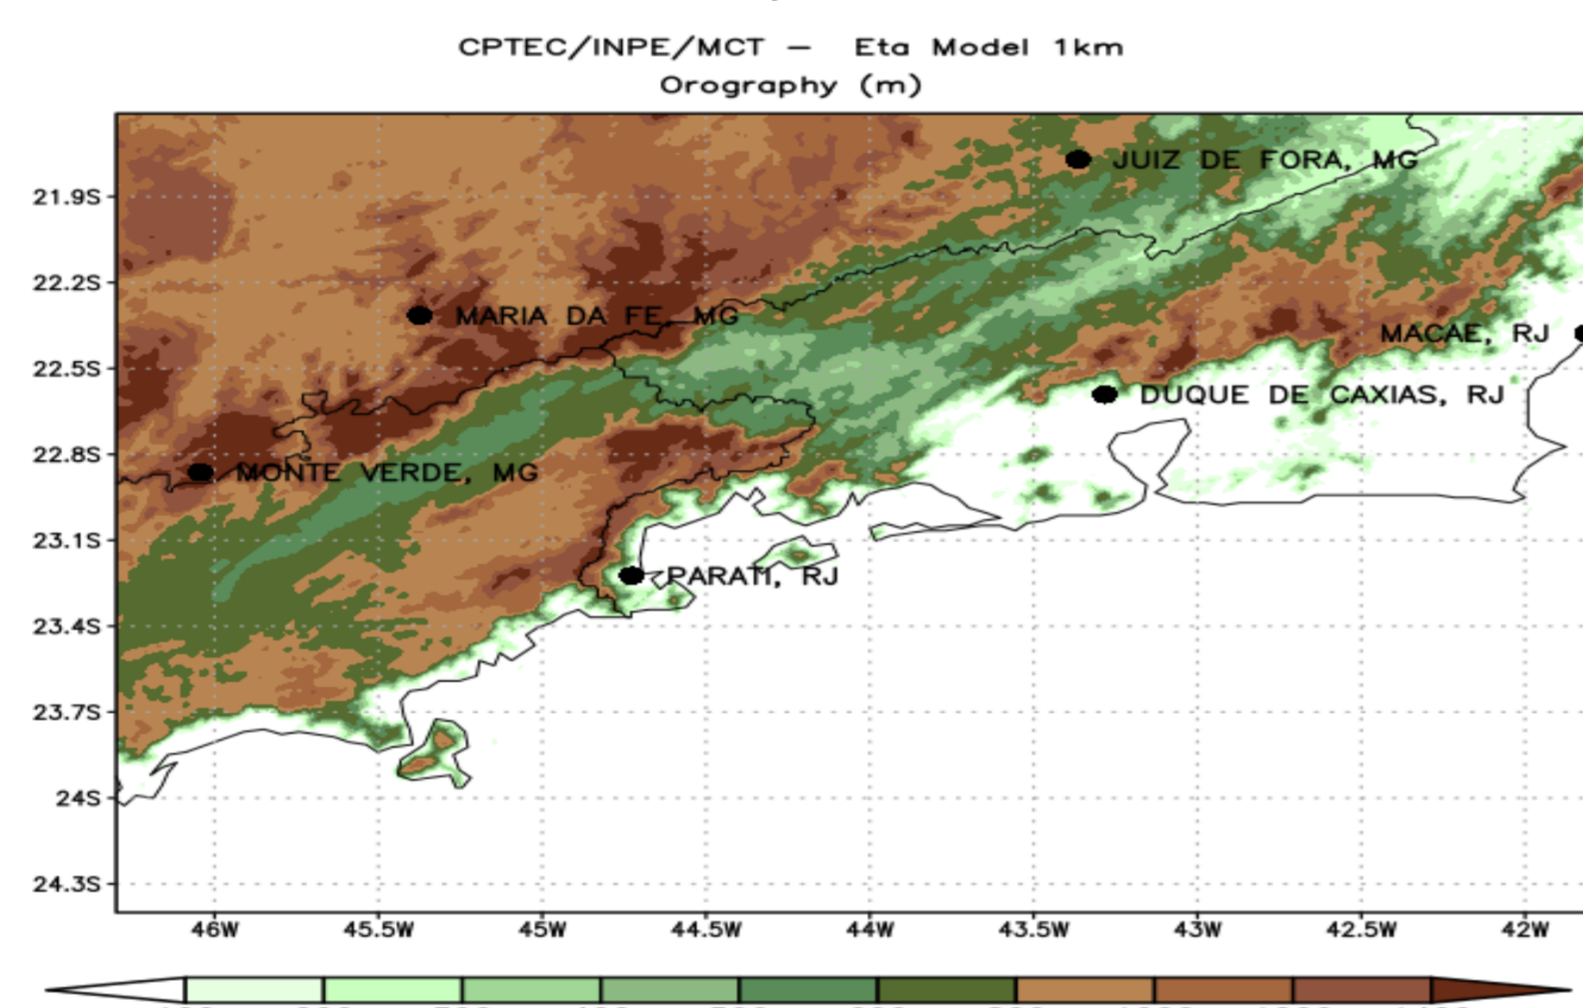 CPTEC/INPE/MCT — Eta Model 1km
Orography (m)
JUIZ DE FORA, MG
21.9S
22.2S
MARIA DA FE, MG
MACAE, RJ
22.5S
DUQUE DE CAXIAS, RJ
22.8S
MONTE VERDE, MG
23.1S
PARATI, RJ
23.4S
23.7S
24S
24.3S
46W 45.5W 45W 44.5W 44W 43.5W 43W 42.5W 42W